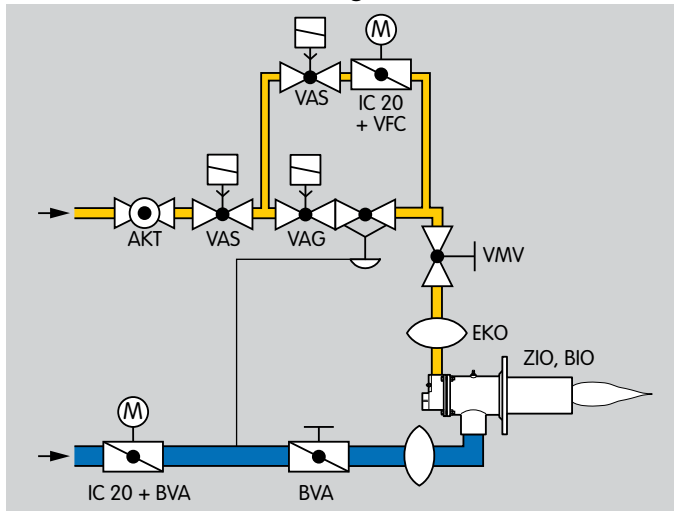 M
VAS
IC 20
+ VFC
AKT
VAS
VAG
VMV
EKO
ZIO, BIO
M
IC 20 + BVA
BVA